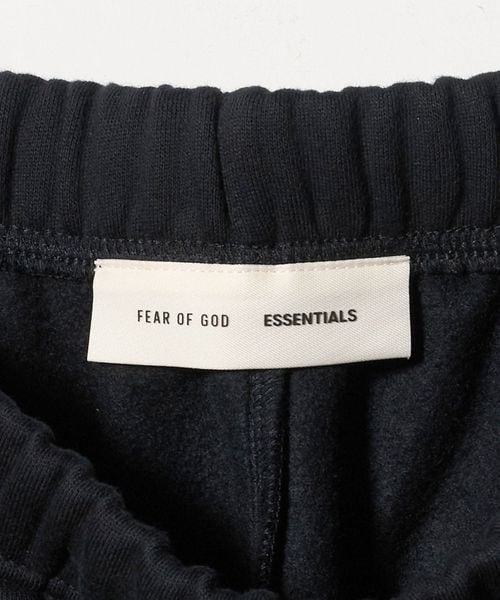 FEAR OF GOD ESSENTIALS